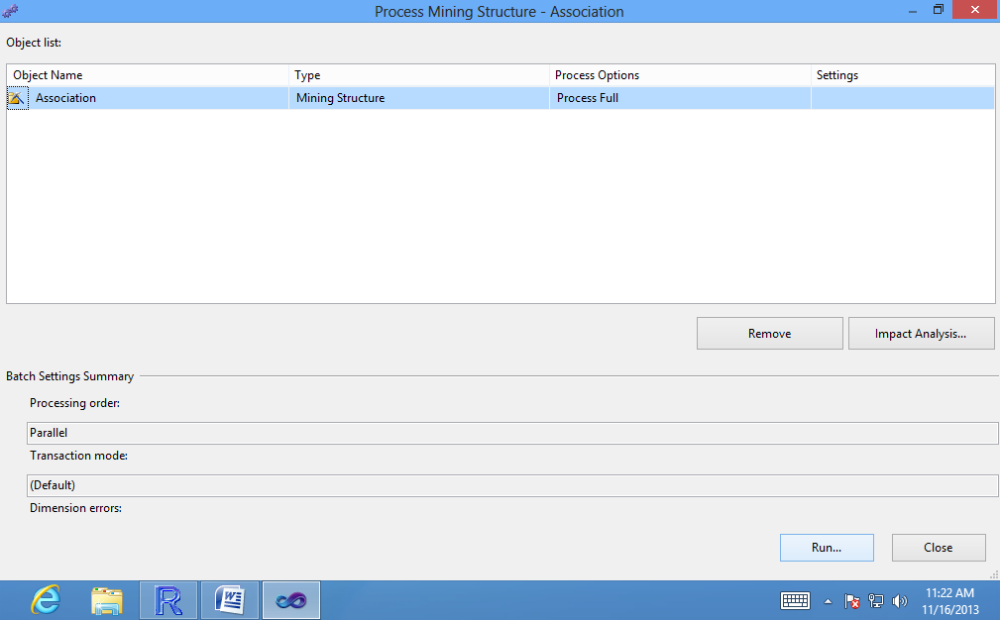 Process Mining Structure - Association
Object list:
Object Name Type Process Options Settings
Association Mining Structure Process Full
Remove Impact Analysis...
Batch Settings Summary
Processing order:
Parallel
Transaction mode:
(Default)
Dimension errors:
Run... Close
11:22 AM
11/16/2013